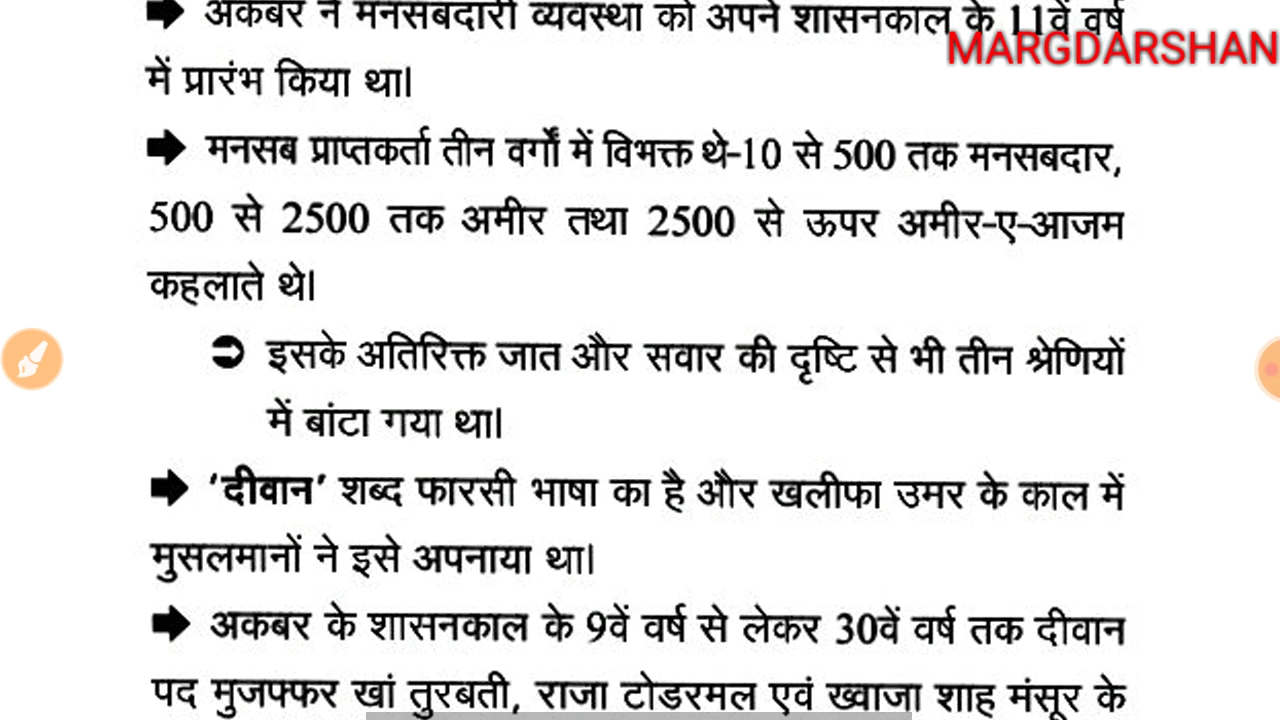 ➡ अकबर ने मनसबदारी व्यवस्था को अपने शासनकाल के 11वें वर्ष
MARGDARSHAN
में प्रारंभ किया था।
➡ मनसब प्राप्तकर्ता तीन वर्गों में विभक्त थे-10 से 500 तक मनसबदार,
500 से 2500 तक अमीर तथा 2500 से ऊपर अमीर-ए-आजम
कहलाते थे।
➲ इसके अतिरिक्त जात और सवार की दृष्टि से भी तीन श्रेणियों
में बांटा गया था।
➡ 'दीवान' शब्द फारसी भाषा का है और खलीफा उमर के काल में
मुसलमानों ने इसे अपनाया था।
➡ अकबर के शासनकाल के 9वें वर्ष से लेकर 30वें वर्ष तक दीवान
पद मुजफ्फर खां तुरबती, राजा टोडरमल एवं ख्वाजा शाह मंसूर के